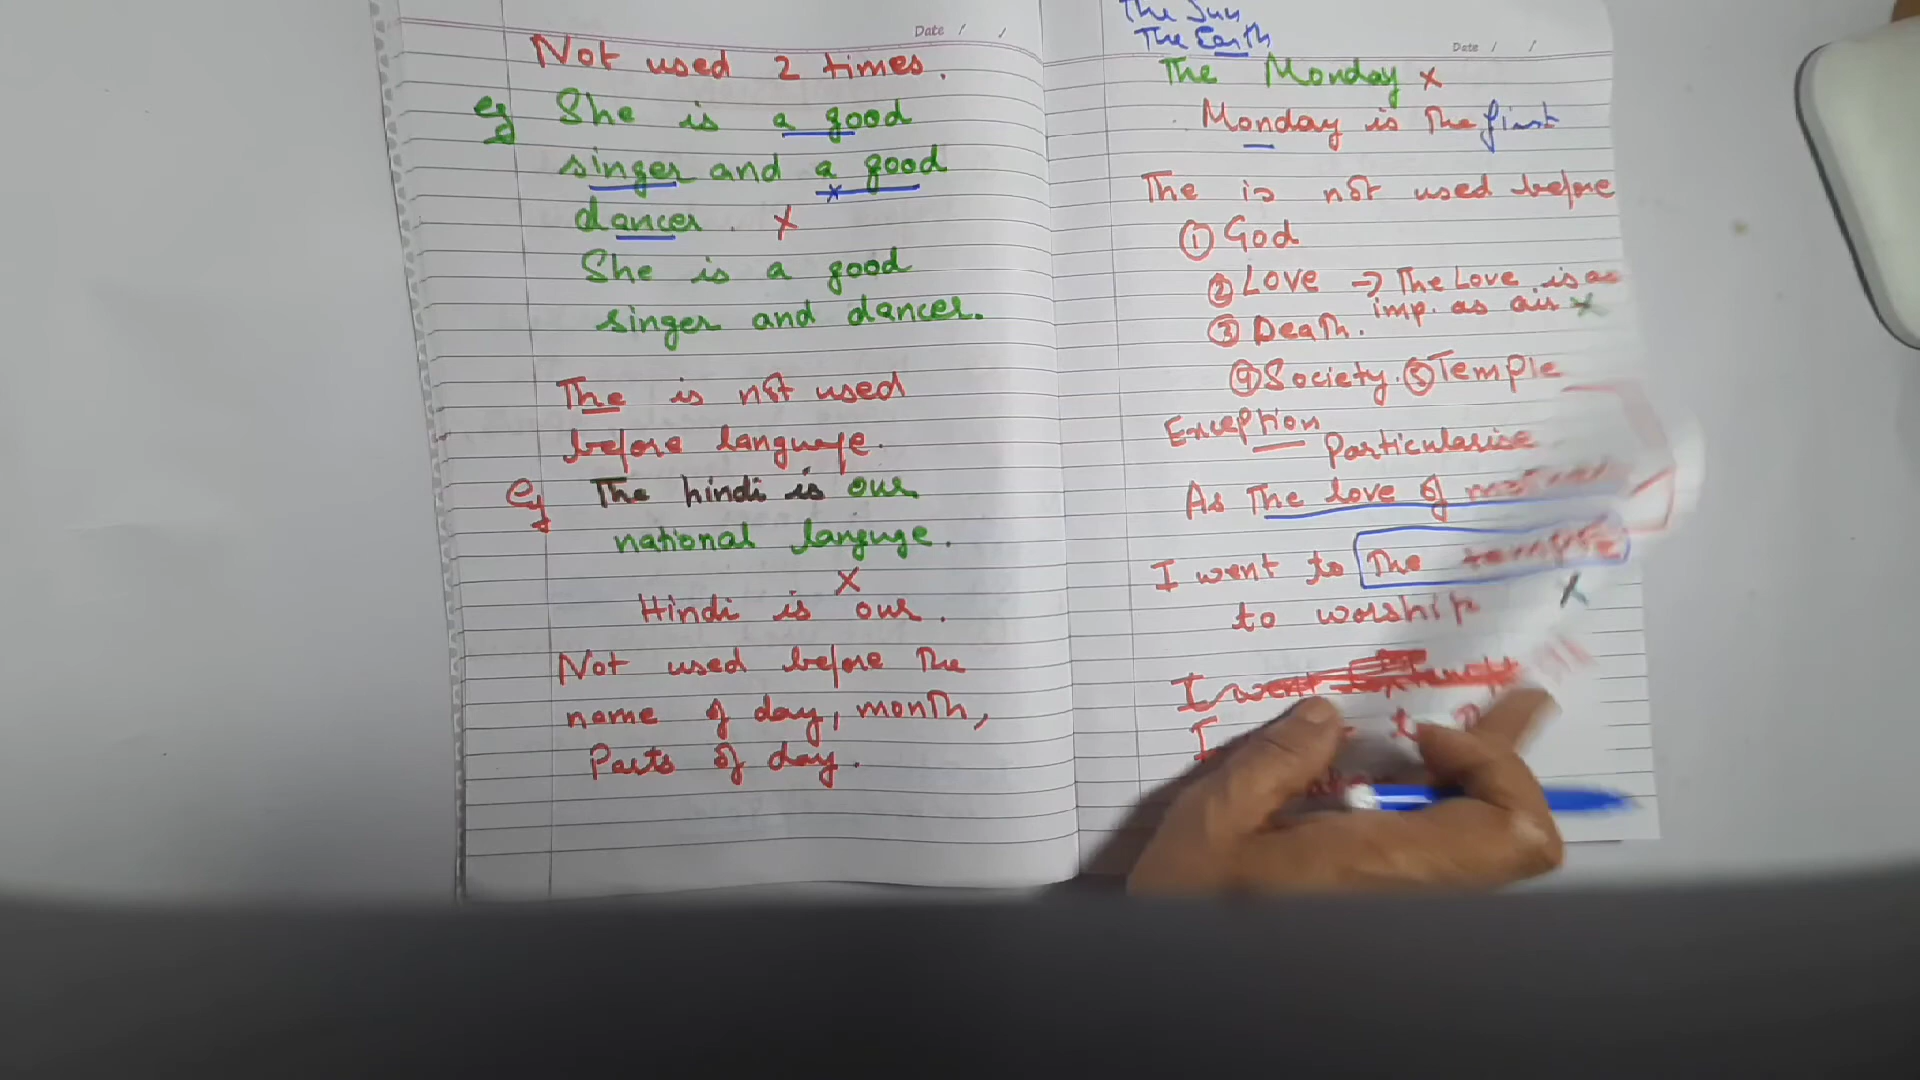 Date / /
Not used 2 times.
eg She is a good
singer and a good
x
dancer. X
She is a good
singer and dancer.
The is not used
before language.
eg The hindi is our
national languge.
X
Hindi is our.
Not used before the
name of day, month,
Parts of day.
The Sun
The Earth
Date / /
The Monday x
Monday is the first
The is not used before
① God
② Love → The Love is as
imp. as air x
③ Death.
④ Society. ⑤ Temple
Exception
Particularise
As The love of
I went to The temple
X
to worship
I went
I to